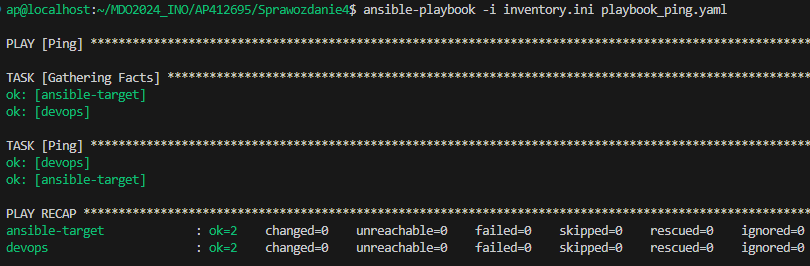 ap@localhost:~/MDO2024_INO/AP412695/Sprawozdanie4$ ansible-playbook -i inventory.ini playbook_ping.yaml
PLAY [Ping] ******************************************************************************************
TASK [Gathering Facts] *******************************************************************************
ok: [ansible-target]
ok: [devops]
TASK [Ping] ******************************************************************************************
ok: [devops]
ok: [ansible-target]
PLAY RECAP *******************************************************************************************
ansible-target             : ok=2    changed=0    unreachable=0    failed=0    skipped=0    rescued=0    ignored=0
devops                     : ok=2    changed=0    unreachable=0    failed=0    skipped=0    rescued=0    ignored=0